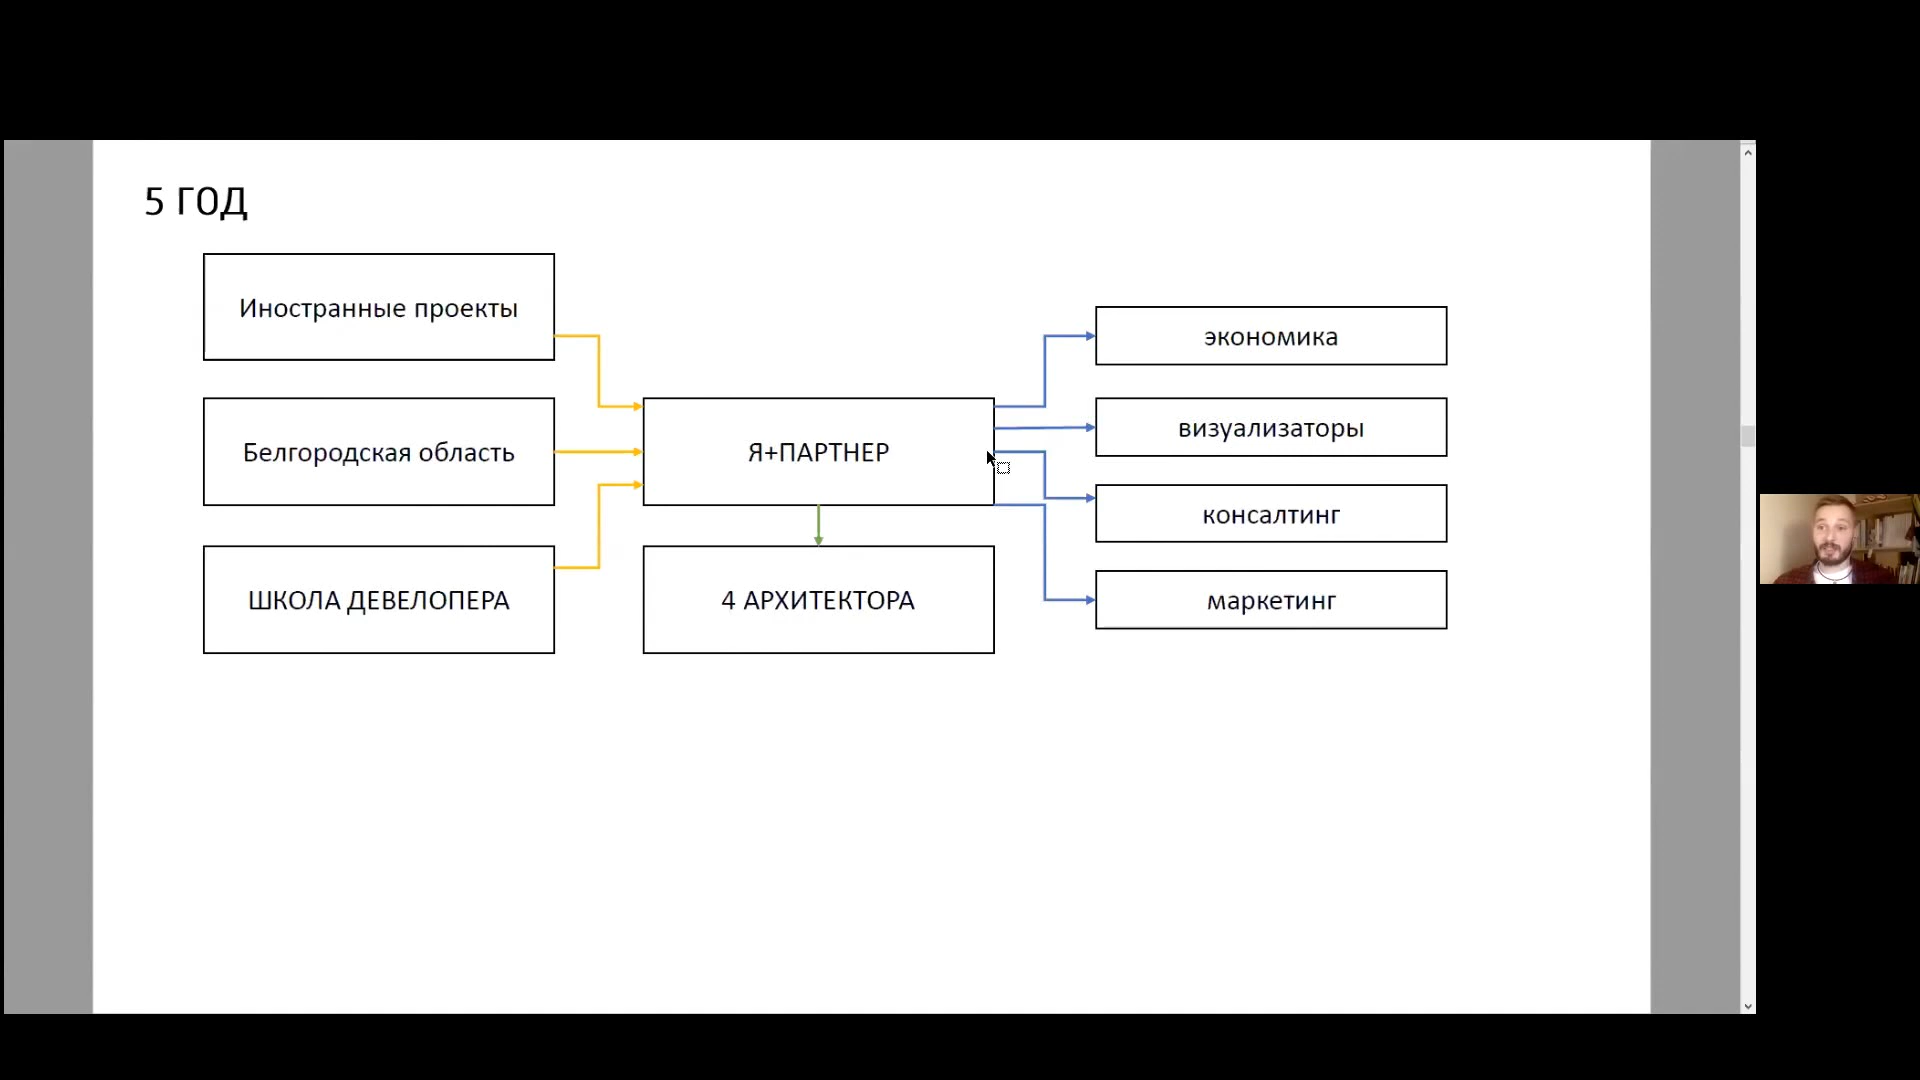 5 ГОД
Иностранные проекты
Белгородская область
ШКОЛА ДЕВЕЛОПЕРА
Я+ПАРТНЕР
4 АРХИТЕКТОРА
экономика
визуализаторы
консалтинг
маркетинг